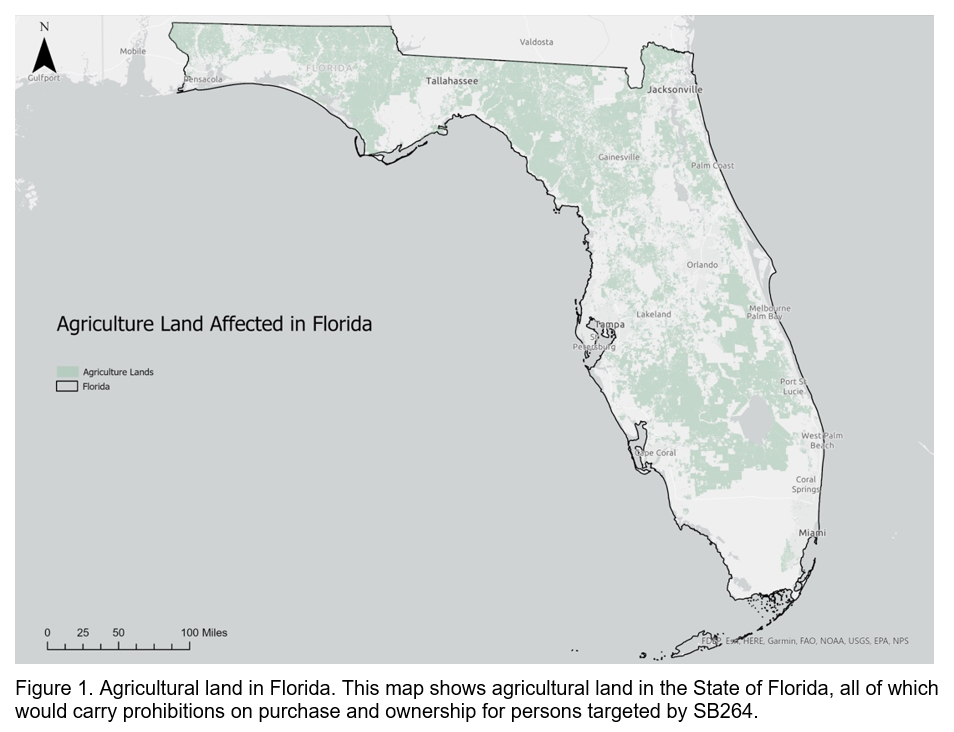 N
Mobile
Valdosta
Gulfport
Pensacola
FLORIDA
Tallahassee
Jacksonville
Gainesville
Palm Coast
Orlando
Melbourne
Palm Bay
Lakeland
Tampa
St
Petersburg
Agriculture Land Affected in Florida
Agriculture Lands
Florida
Port St
Lucie
West Palm
Beach
Cape Coral
Coral
Springs
Miami
0 25 50 100 Miles
FDEP, Esri, HERE, Garmin, FAO, NOAA, USGS, EPA, NPS
Figure 1. Agricultural land in Florida. This map shows agricultural land in the State of Florida, all of which
would carry prohibitions on purchase and ownership for persons targeted by SB264.